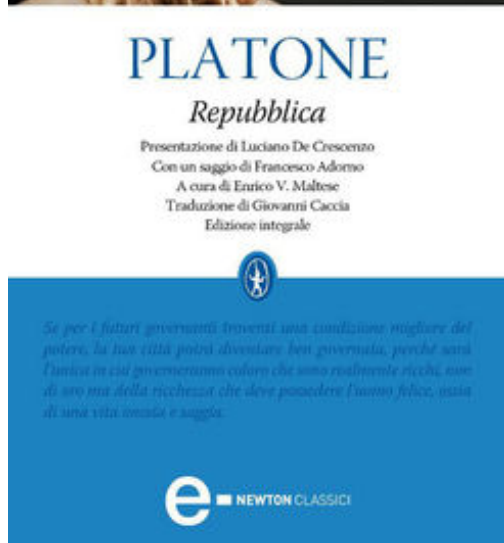 PLATONE
Repubblica
Presentazione di Luciano De Crescenzo
Con un saggio di Francesco Adorno
A cura di Enrico V. Maltese
Traduzione di Giovanni Caccia
Edizione integrale
Se per i futuri governanti troverai una condizione migliore del
potere, la tua città potrà diventare ben governata, perché sarà
l'unica in cui governeranno coloro che sono realmente ricchi, non
di oro ma della ricchezza che deve possedere l'uomo felice, ossia
di una vita onesta e saggia.
e NEWTON CLASSICI